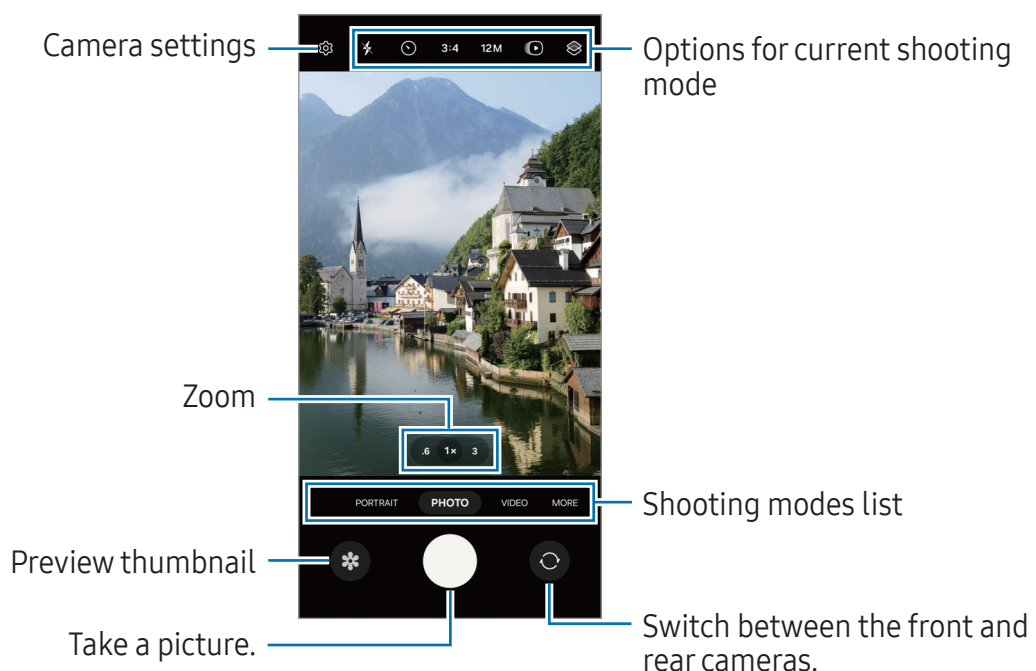 Camera settings
3:4 12M
Options for current shooting
mode
Zoom
.6 1× 3
PORTRAIT PHOTO VIDEO MORE
Shooting modes list
Preview thumbnail
Take a picture.
Switch between the front and
rear cameras.